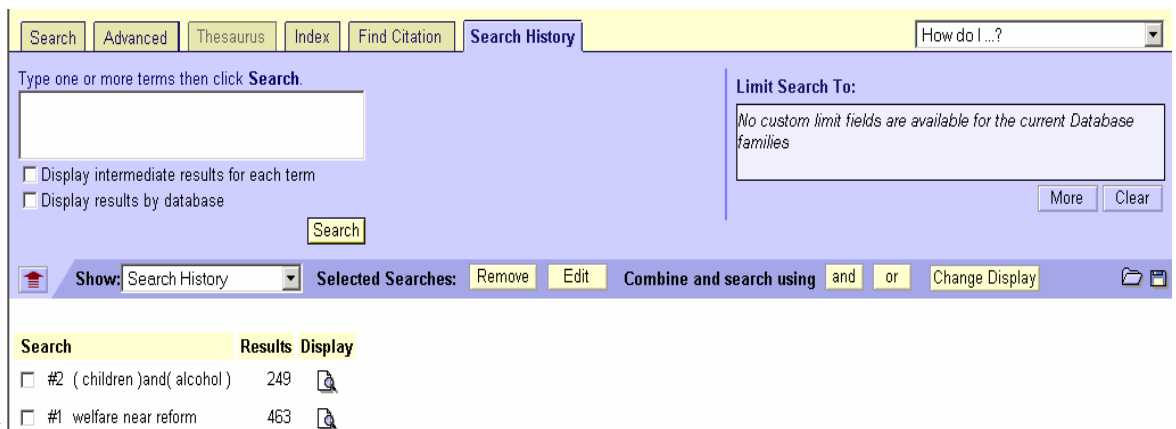 Search Advanced Thesaurus Index Find Citation Search History How do I ...?
Type one or more terms then click Search.
Limit Search To:
No custom limit fields are available for the current Database
families
Display intermediate results for each term
Display results by database
More Clear
Search
Show: Search History Selected Searches: Remove Edit Combine and search using and or Change Display
Search Results Display
#2 ( children )and( alcohol ) 249
#1 welfare near reform 463